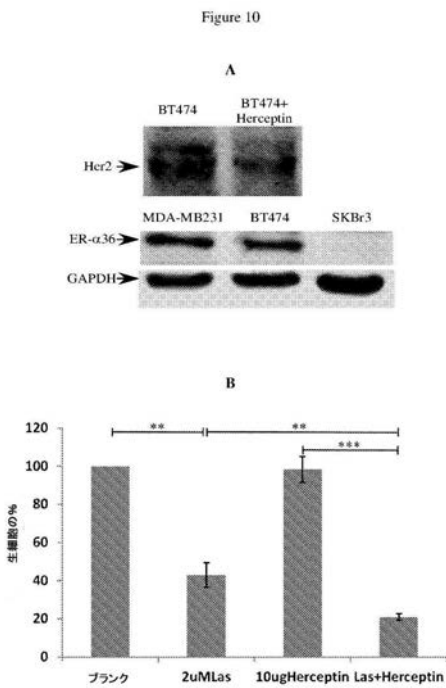 Figure 10
A
BT474 BT474+
Herceptin
Her2
MDA-MB231 BT474 SKBr3
ER-α36
GAPDH
B
** **
***
120
100
80
60
40
20
0
生細胞の%
ブランク 2uMLas 10ugHerceptin Las+Herceptin